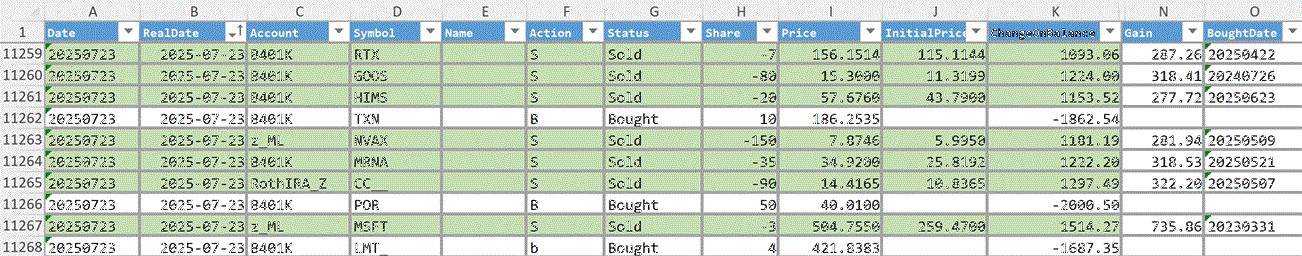 A B C D E F G H I J K N O
1 Date RealDate Account Symbol Name Action Status Share Price InitialPrice ChangeOnBalance Gain BoughtDate
11259 20250723 2025-07-23 8401K RTX S Sold -7 156.1514 115.1144 1093.06 287.26 20250422
11260 20250723 2025-07-23 8401K GOOS S Sold -80 15.3000 11.3199 1224.00 318.41 20240726
11261 20250723 2025-07-23 8401K HIMS S Sold -20 57.6760 43.7900 1153.52 277.72 20250623
11262 20250723 2025-07-23 8401K TXN B Bought 10 186.2535 -1862.54
11263 20250723 2025-07-23 z_ML NVAX S Sold -150 7.8746 5.9950 1181.19 281.94 20250509
11264 20250723 2025-07-23 8401K MRNA S Sold -35 34.9200 25.8192 1222.20 318.53 20250521
11265 20250723 2025-07-23 RothIRA_Z CC__ S Sold -90 14.4165 10.8365 1297.49 322.20 20250507
11266 20250723 2025-07-23 8401K POR B Bought 50 40.0100 -2000.50
11267 20250723 2025-07-23 z_ML MSFT S Sold -3 504.7550 259.4700 1514.27 735.86 20230331
11268 20250723 2025-07-23 8401K LMT_ b Bought 4 421.8383 -1687.35